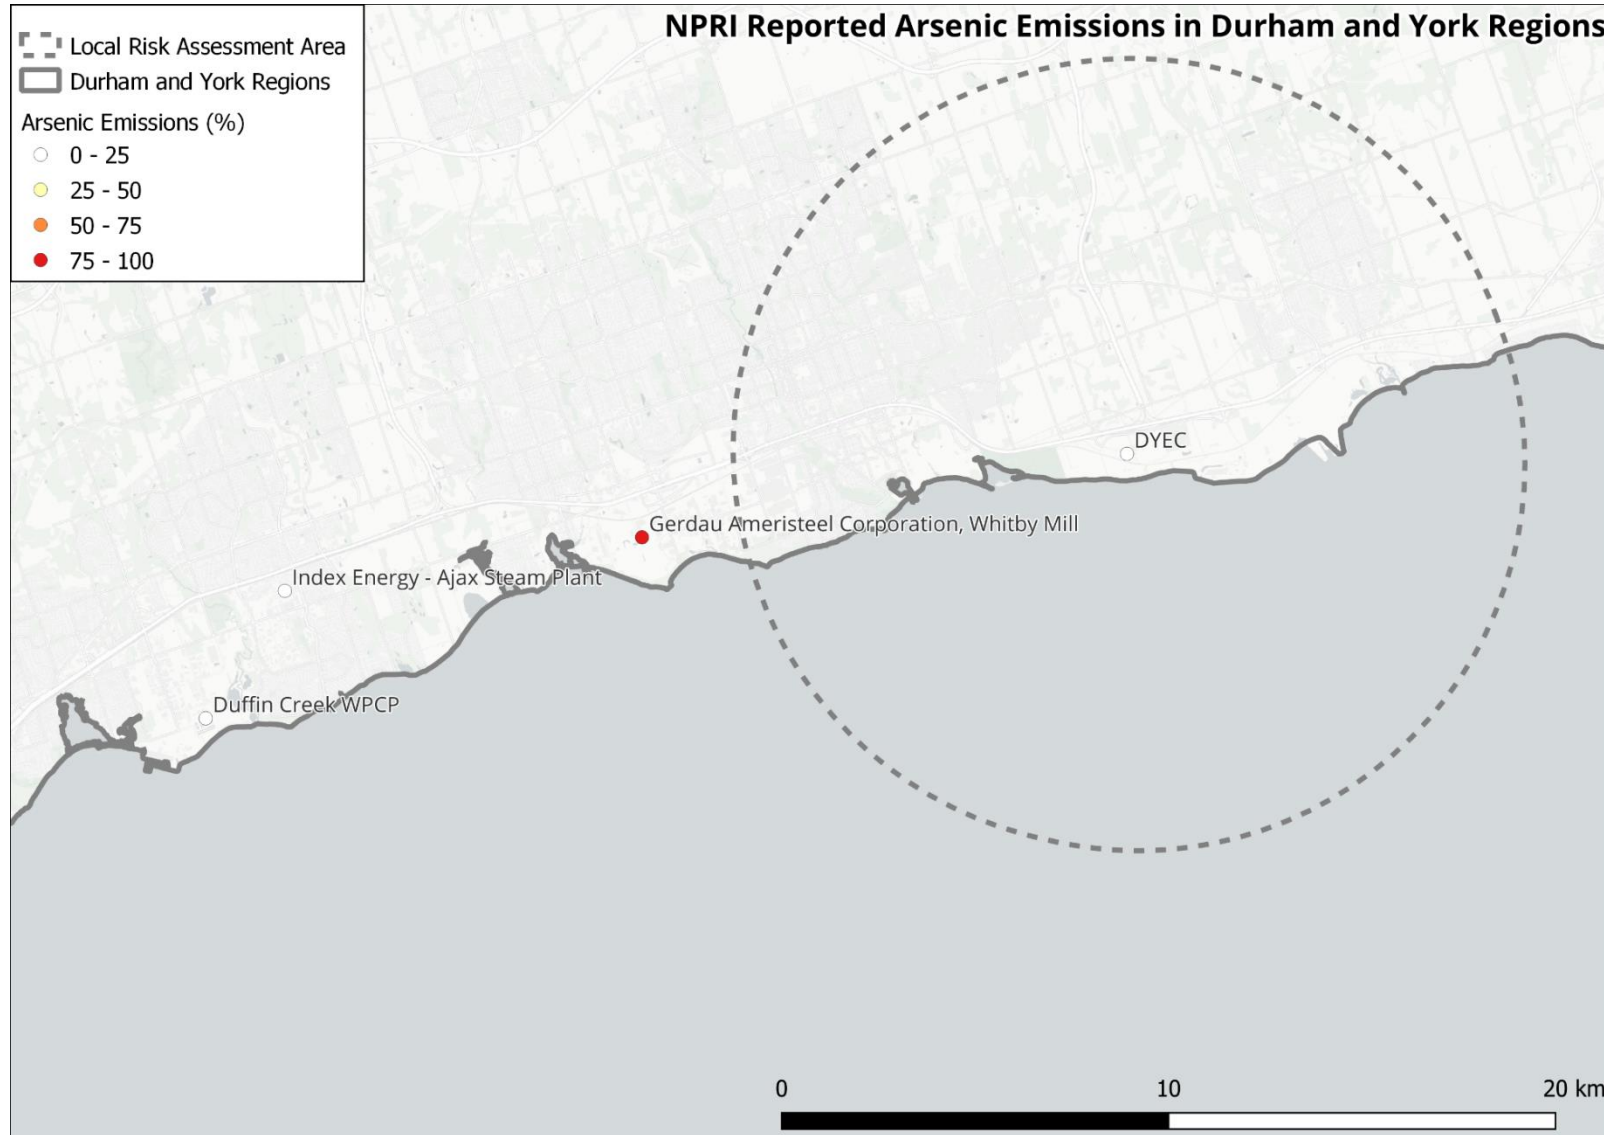 NPRI Reported Arsenic Emissions in Durham and York Regions
Local Risk Assessment Area
Durham and York Regions
Arsenic Emissions (%)
0 - 25
25 - 50
50 - 75
75 - 100
DYEC
Gerdau Ameristeel Corporation, Whitby Mill
Index Energy - Ajax Steam Plant
Duffin Creek WPCP
0 10 20 km